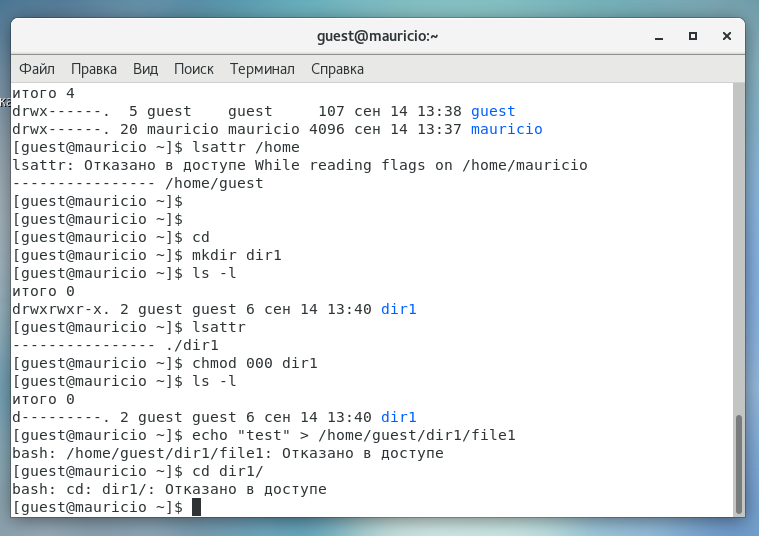 guest@mauricio:~
Файл Правка Вид Поиск Терминал Справка
итого 4
drwx------.  5 guest    guest     107 сен 14 13:38 guest
drwx------. 20 mauricio mauricio 4096 сен 14 13:37 mauricio
[guest@mauricio ~]$ lsattr /home
lsattr: Отказано в доступе While reading flags on /home/mauricio
---------------- /home/guest
[guest@mauricio ~]$
[guest@mauricio ~]$
[guest@mauricio ~]$ cd
[guest@mauricio ~]$ mkdir dir1
[guest@mauricio ~]$ ls -l
итого 0
drwxrwxr-x. 2 guest guest 6 сен 14 13:40 dir1
[guest@mauricio ~]$ lsattr
---------------- ./dir1
[guest@mauricio ~]$ chmod 000 dir1
[guest@mauricio ~]$ ls -l
итого 0
d---------. 2 guest guest 6 сен 14 13:40 dir1
[guest@mauricio ~]$ echo "test" > /home/guest/dir1/file1
bash: /home/guest/dir1/file1: Отказано в доступе
[guest@mauricio ~]$ cd dir1/
bash: cd: dir1/: Отказано в доступе
[guest@mauricio ~]$